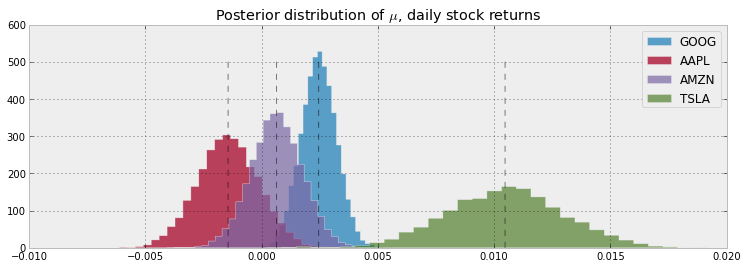 Posterior distribution of μ, daily stock returns
600
500
400
300
200
100
0
−0.010
−0.005
0.000
0.005
0.010
0.015
0.020
GOOG
AAPL
AMZN
TSLA